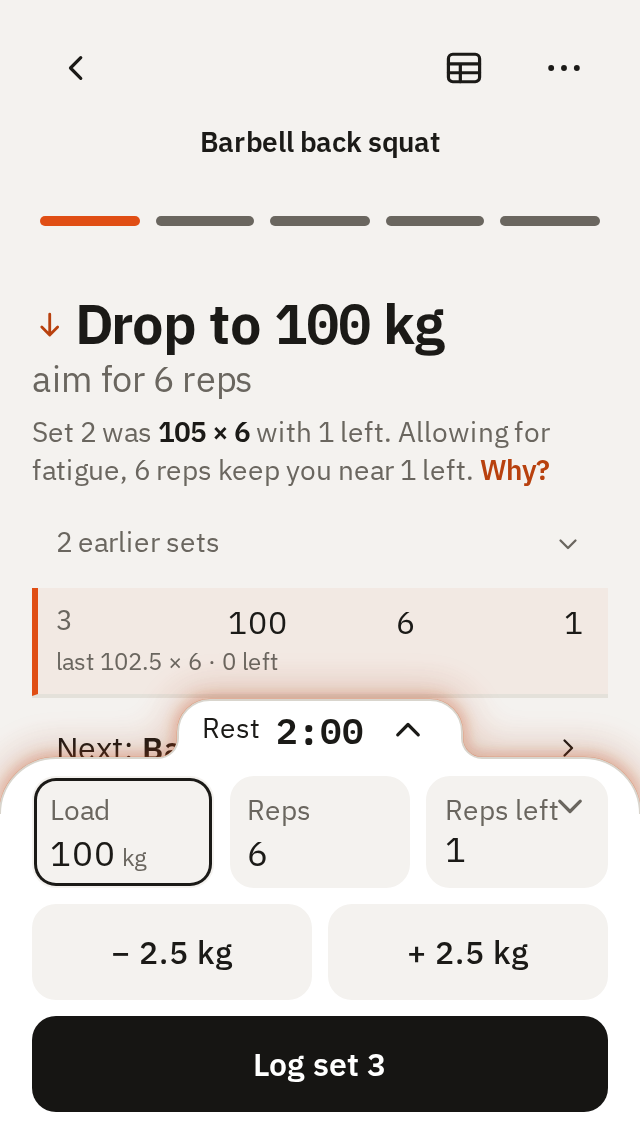 Barbell back squat
Drop to 100 kg
aim for 6 reps
Set 2 was 105 × 6 with 1 left. Allowing for
fatigue, 6 reps keep you near 1 left. Why?
2 earlier sets
3 100 6 1
last 102.5 × 6 · 0 left
Rest 2:00
Next: Ba
Load
100 kg
Reps
6
Reps left
1
− 2.5 kg
+ 2.5 kg
Log set 3